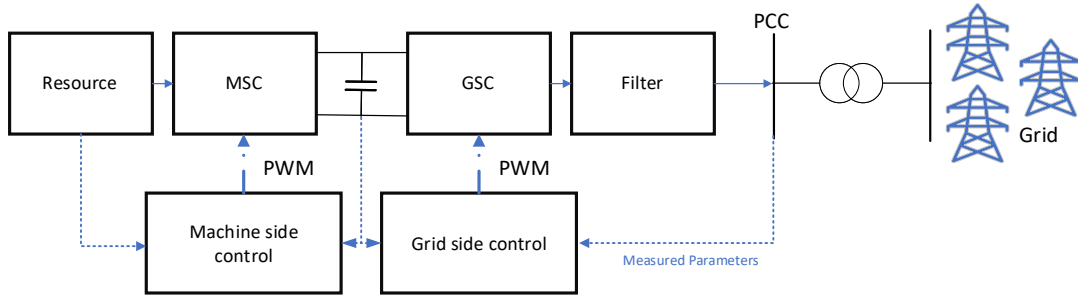 PCC
Resource
MSC
GSC
Filter
Grid
PWM
PWM
Machine side
control
Grid side control
Measured Parameters